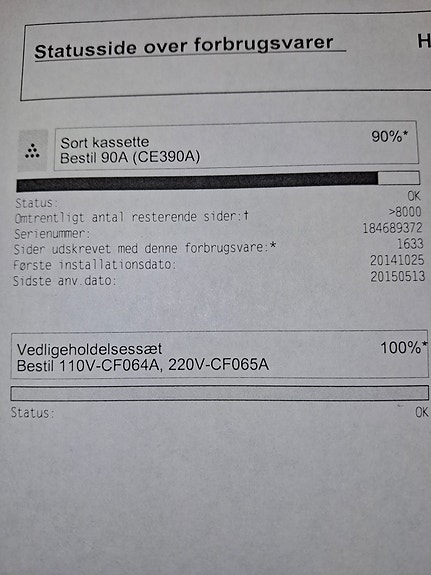 Statusside over forbrugsvarer
H
Sort kassette 90%*
Bestil 90A (CE390A)
Status: OK
Omtrentligt antal resterende sider:† >8000
Serienummer: 184689372
Sider udskrevet med denne forbrugsvare:* 1633
Første installationsdato: 20141025
Sidste anv.dato: 20150513
Vedligeholdelsessæt 100%*
Bestil 110V-CF064A, 220V-CF065A
Status: OK